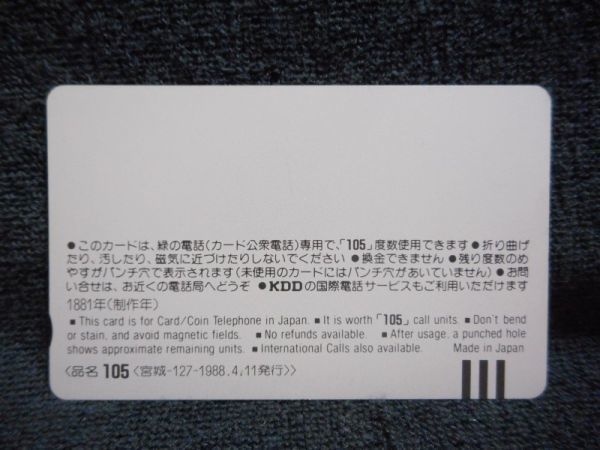 ●このカードは、緑の電話(カード公衆電話)専用で、「105」度数使用できます●折り曲げ
たり、汚したり、磁気に近づけたりしないでください●換金できません●残り度数のめ
やすがパンチ穴で表示されます(未使用のカードにはパンチ穴があいていません)●お問
い合せは、お近くの電話局へどうぞ●KDDの国際電話サービスもご利用いただけます
1881年(制作年)
■This card is for Card/Coin Telephone in Japan. ■It is worth「105」call units. ■Don't bend
or stain, and avoid magnetic fields. ■No refunds available. ■After usage, a punched hole
shows approximate remaining units. ■International Calls also available. Made in Japan
〈品名 105〈宮城-127-1988.4.11発行〉〉